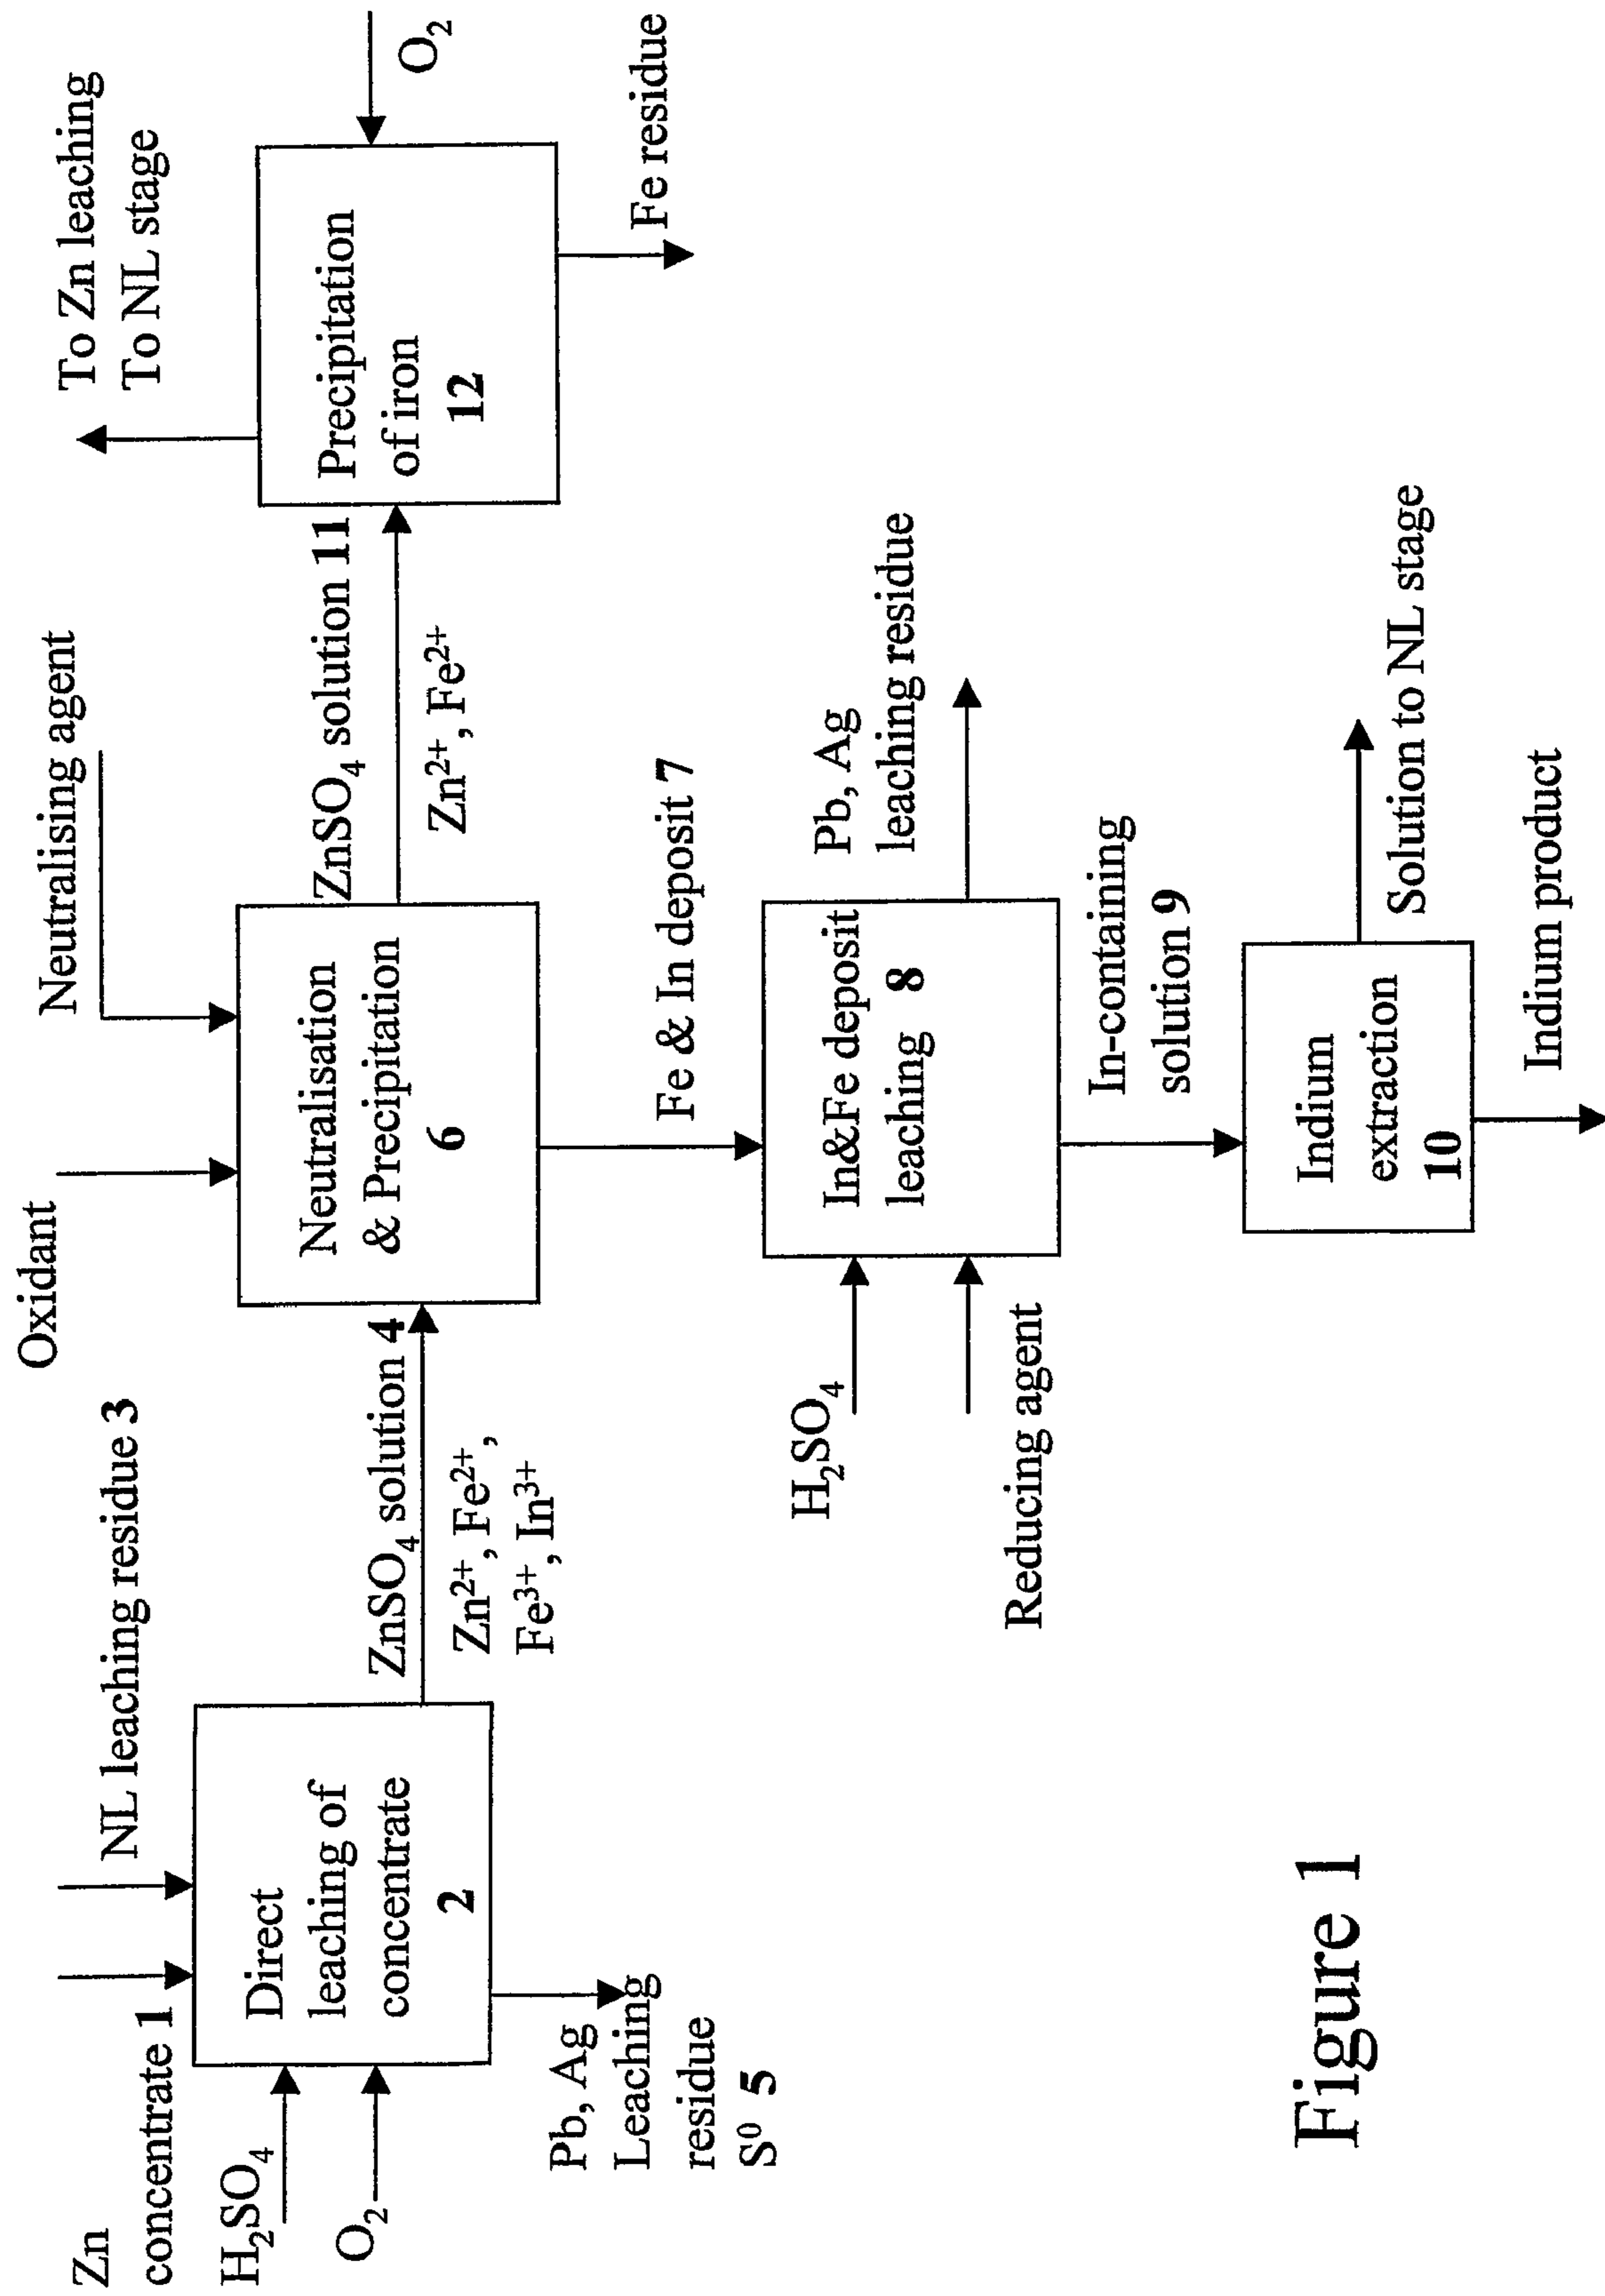 Zn
concentrate 1
NL leaching residue 3
H₂SO₄
O₂
Direct
leaching of
concentrate
2
Pb, Ag
Leaching
residue
S⁰ 5
ZnSO₄ solution 4
Zn²⁺, Fe²⁺,
Fe³⁺, In³⁺
Oxidant
Neutralising agent
Neutralisation
& Precipitation
6
ZnSO₄ solution 11
Zn²⁺, Fe²⁺
To Zn leaching
To NL stage
Precipitation
of iron
12
O₂
Fe residue
Fe & In deposit 7
H₂SO₄
Reducing agent
In&Fe deposit
leaching 8
Pb, Ag
leaching residue
In-containing
solution 9
Indium
extraction
10
Solution to NL stage
Indium product
Figure 1